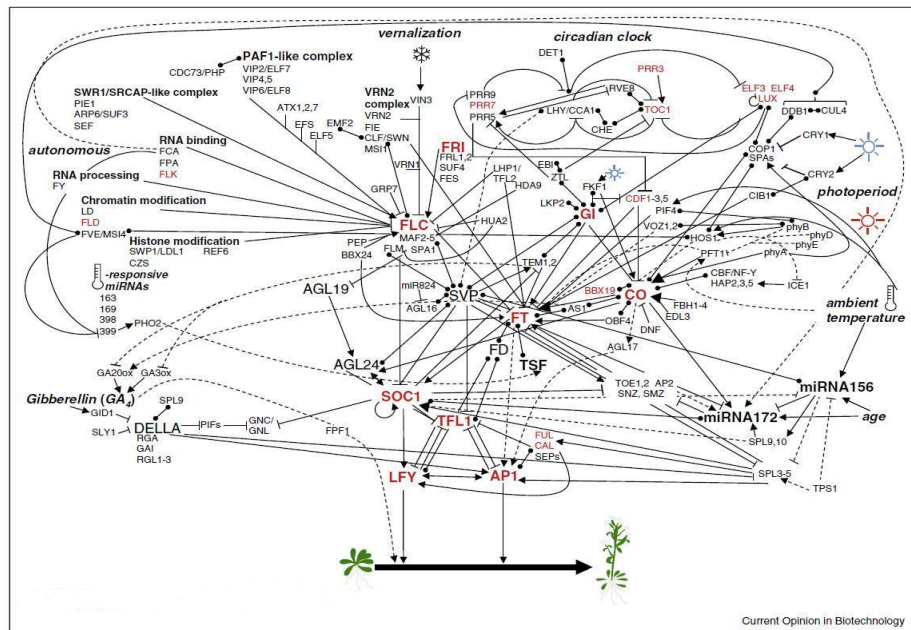 vernalization
circadian clock
PAF1-like complex
CDC73/PHP
VIP2/ELF7
VIP4,5
VIP6/ELF8
DET1
PRR3
ELF3 ELF4
LUX
SWR1/SRCAP-like complex
PIE1
ARP6/SUF3
SEF
ATX1,2,7
EFS
ELF5
EMF2
VRN2
complex
VRN2
FIE
CLF/SWN
MSI1
VIN3
VRN1
PRR9
PRR7
PRR5
RVE8
LHY/CCA1
TOC1
CHE
DDB1
CUL4
COP1
SPAs
CRY1
CRY2
CIB1
photoperiod
autonomous
RNA binding
FCA
FPA
FLK
RNA processing
FY
Chromatin modification
LD
FLD
FVE/MSI4
Histone modification
SWP1/LDL1
REF6
CZS
GRP7
FRI
FRL1,2
SUF4
FES
LHP1/
TFL2
HDA9
EBI
ZTL
LKP2
FKF1
GI
CDF1-3,5
PIF4
VOZ1,2
HOS1
phyB
phyD
phyE
phyA
PFT1
CBF/NF-Y
HAP2,3,5
ICE1
FLC
MAF2-5
SPA1
HUA2
PEP
FLM
BBX24
-responsive
miRNAs
163
169
398
399
PHO2
AGL19
miR824
AGL16
SVP
TEM1,2
FT
BBX19
CO
AS1
OBF4
DNF
FBH1-4
EDL3
AGL17
ambient
temperature
GA20ox
GA3ox
AGL24
FD
TSF
TOE1,2 AP2
SNZ, SMZ
miRNA156
miRNA172
age
SPL9,10
Gibberellin (GA4)
GID1
SLY1
DELLA
RGA
GAI
RGL1-3
SPL9
PIFs
GNC/
GNL
FPF1
SOC1
TFL1
FUL
CAL
SEPs
LFY
AP1
SPL3-5
TPS1
Current Opinion in Biotechnology